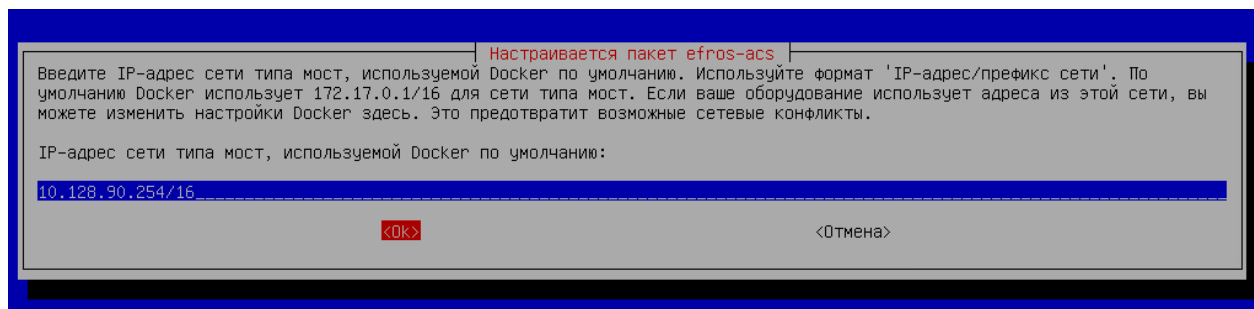 Настраивается пакет efros-acs
Введите IP-адрес сети типа мост, используемой Docker по умолчанию. Используйте формат 'IP-адрес/префикс сети'. По
умолчанию Docker использует 172.17.0.1/16 для сети типа мост. Если ваше оборудование использует адреса из этой сети, вы
можете изменить настройки Docker здесь. Это предотвратит возможные сетевые конфликты.
IP-адрес сети типа мост, используемой Docker по умолчанию:
10.128.90.254/16
<Ok> <Отмена>